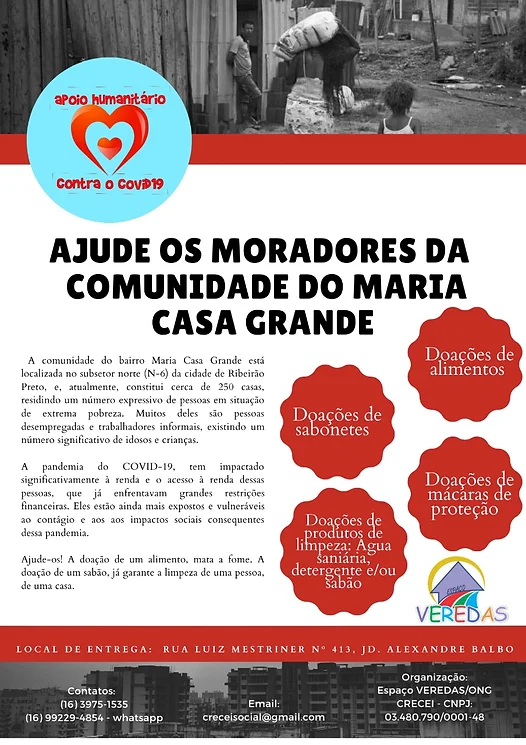 apoio humanitário
contra o covid19
AJUDE OS MORADORES DA
COMUNIDADE DO MARIA
CASA GRANDE
A comunidade do bairro Maria Casa Grande está
localizada no subsetor norte (N-6) da cidade de Ribeirão
Preto, e, atualmente, constitui cerca de 250 casas,
residindo um número expressivo de pessoas em situação
de extrema pobreza. Muitos deles são pessoas
desempregadas e trabalhadores informais, existindo um
número significativo de idosos e crianças.
A pandemia do COVID-19, tem impactado
significativamente à renda e o acesso à renda dessas
pessoas, que já enfrentavam grandes restrições
financeiras. Eles estão ainda mais expostos e vulneráveis
ao contágio e aos aos impactos sociais consequentes
dessa pandemia.
Ajude-os! A doação de um alimento, mata a fome. A
doação de um sabão, já garante a limpeza de uma pessoa,
de uma casa.
Doações de
alimentos
Doações de
sabonetes
Doações de
mácaras de
proteção
Doações de
produtos de
limpeza: Água
saniária,
detergente e/ou
sabão
ESPAÇO
VEREDAS
LOCAL DE ENTREGA: RUA LUIZ MESTRINER Nº 413, JD. ALEXANDRE BALBO
Contatos:
(16) 3975-1535
(16) 99229-4854 - whatsapp
Email:
creceisocial@gmail.com
Organização:
Espaço VEREDAS/ONG
CRECEI - CNPJ:
03.480.790/0001-48